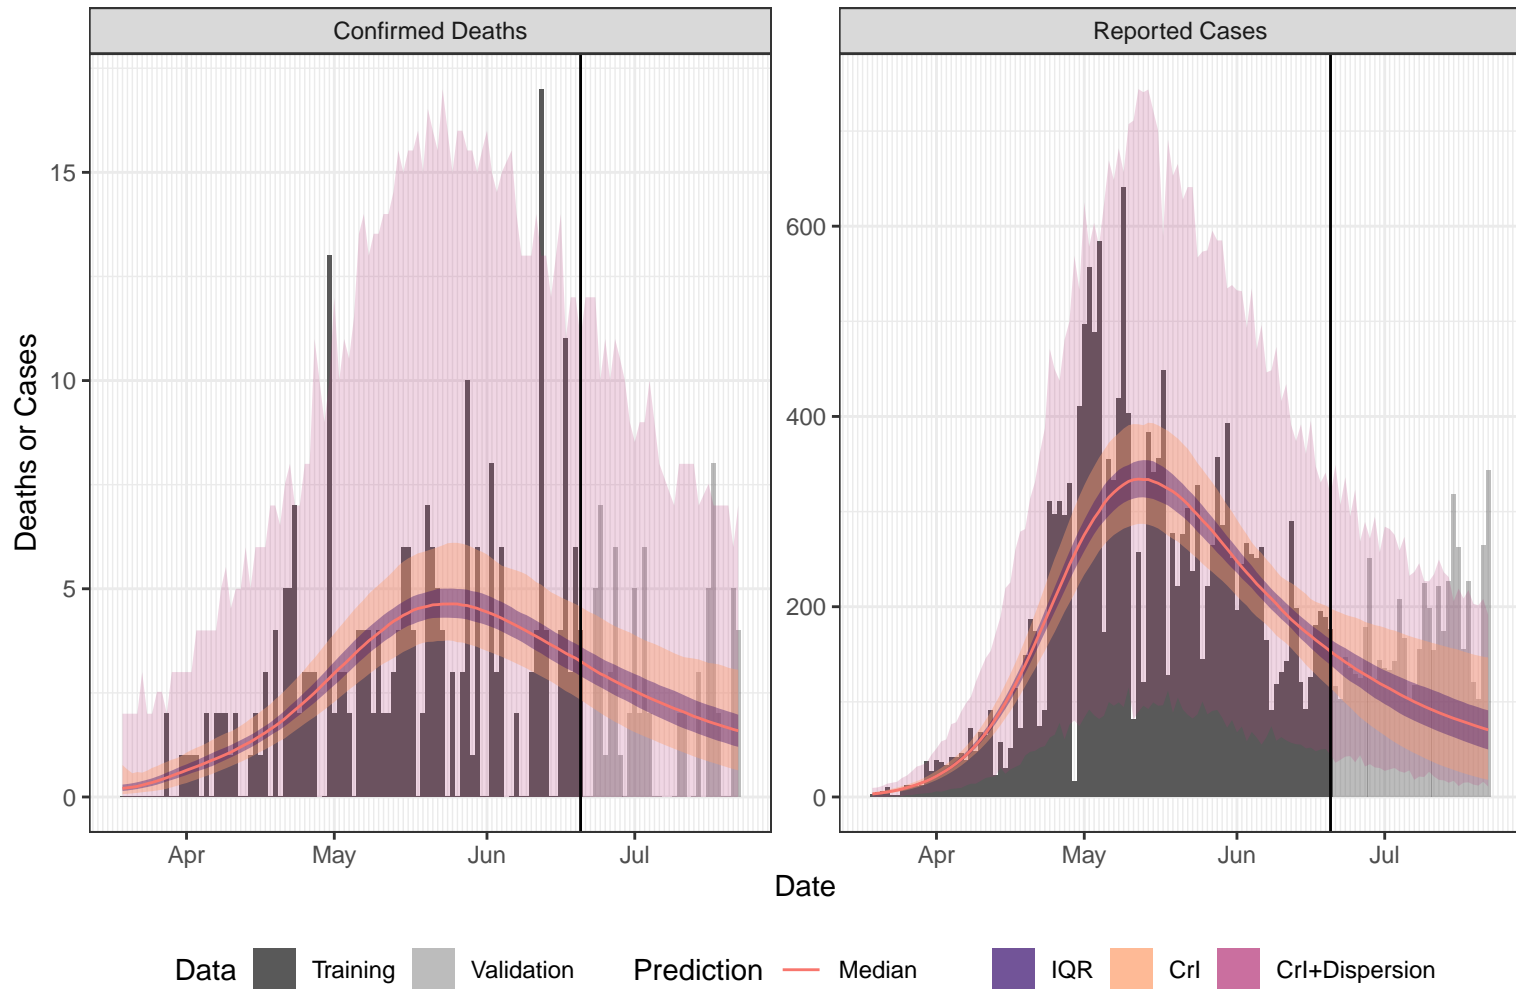 Confirmed Deaths
Reported Cases
Deaths or Cases
15
10
5
0
600
400
200
0
Apr May Jun Jul
Apr May Jun Jul
Date
Data Training Validation Prediction Median IQR CrI CrI+Dispersion